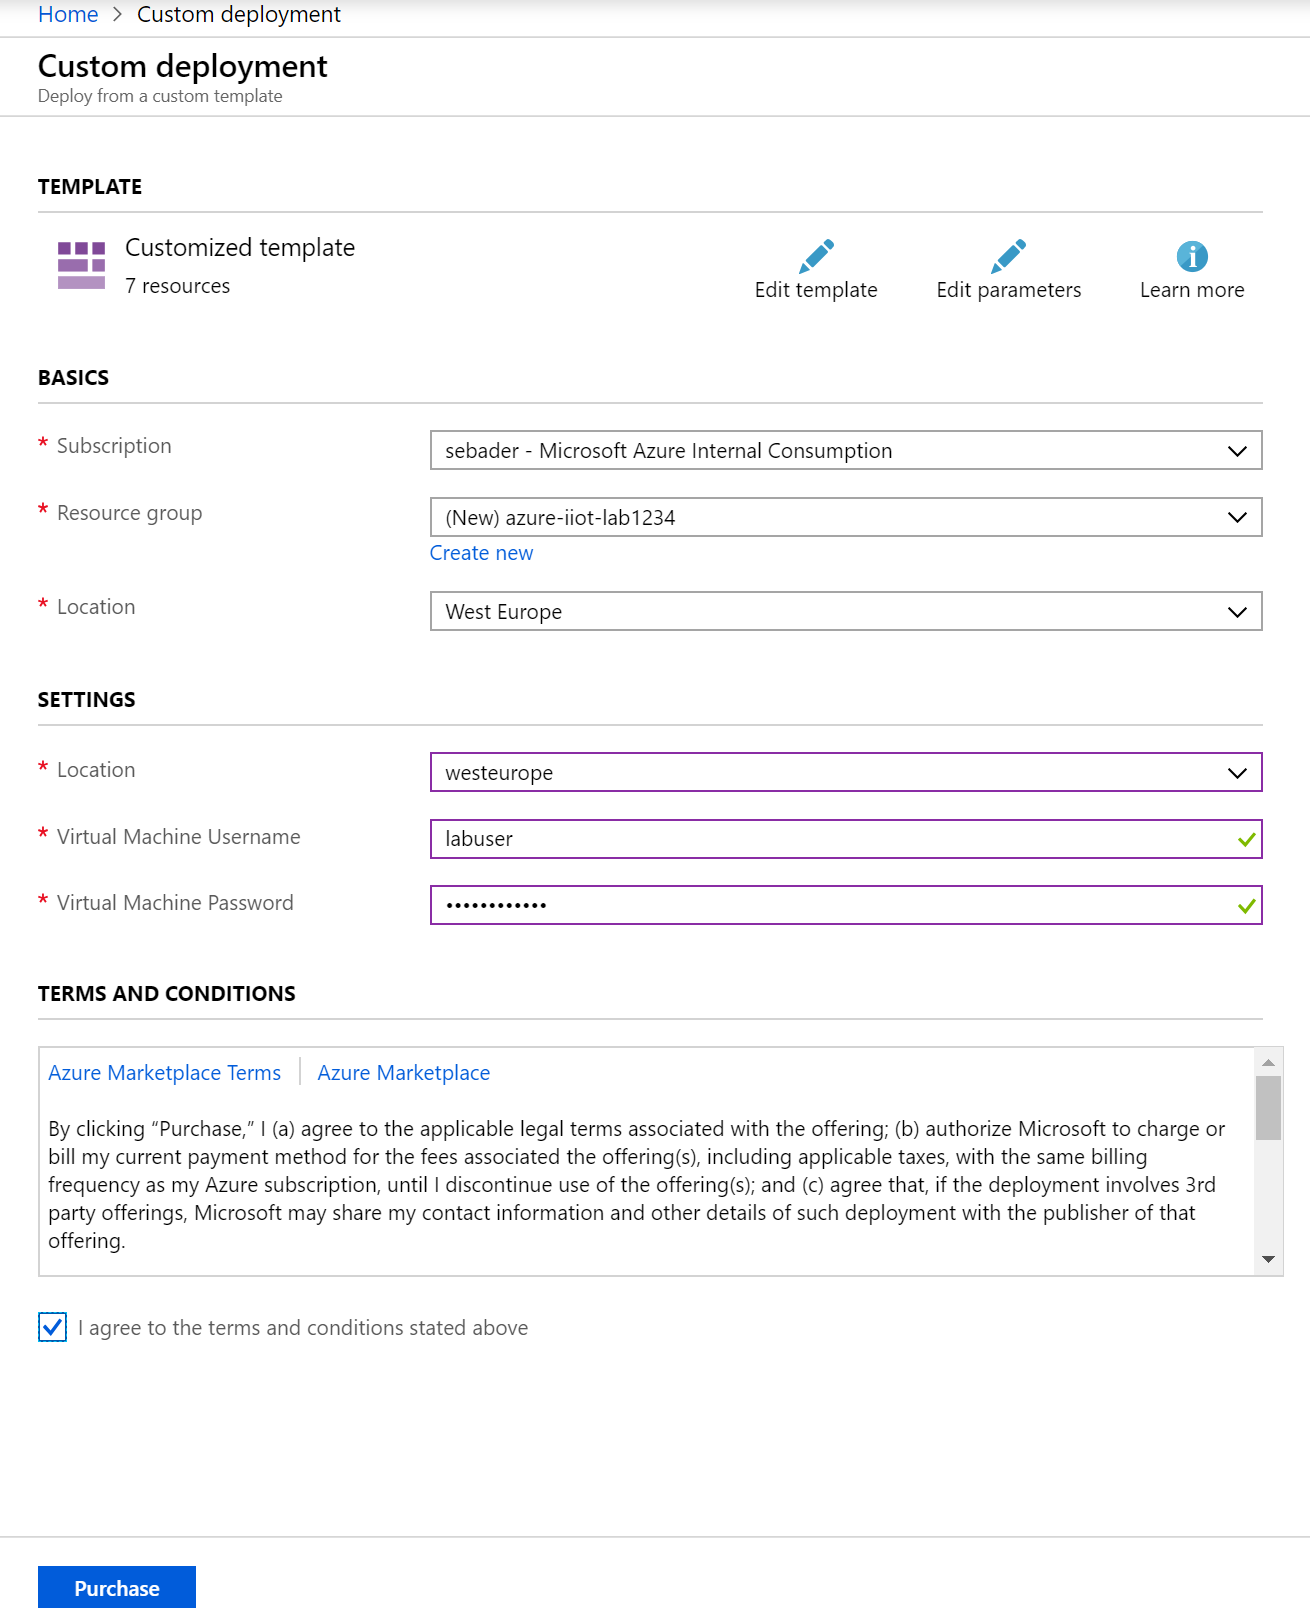 Home > Custom deployment
Custom deployment
Deploy from a custom template
TEMPLATE
Customized template
7 resources
Edit template
Edit parameters
Learn more
BASICS
* Subscription
sebader - Microsoft Azure Internal Consumption
* Resource group
(New) azure-iiot-lab1234
Create new
* Location
West Europe
SETTINGS
* Location
westeurope
* Virtual Machine Username
labuser
* Virtual Machine Password
••••••••••••
TERMS AND CONDITIONS
Azure Marketplace Terms | Azure Marketplace
By clicking “Purchase,” I (a) agree to the applicable legal terms associated with the offering; (b) authorize Microsoft to charge or
bill my current payment method for the fees associated the offering(s), including applicable taxes, with the same billing
frequency as my Azure subscription, until I discontinue use of the offering(s); and (c) agree that, if the deployment involves 3rd
party offerings, Microsoft may share my contact information and other details of such deployment with the publisher of that
offering.
I agree to the terms and conditions stated above
Purchase